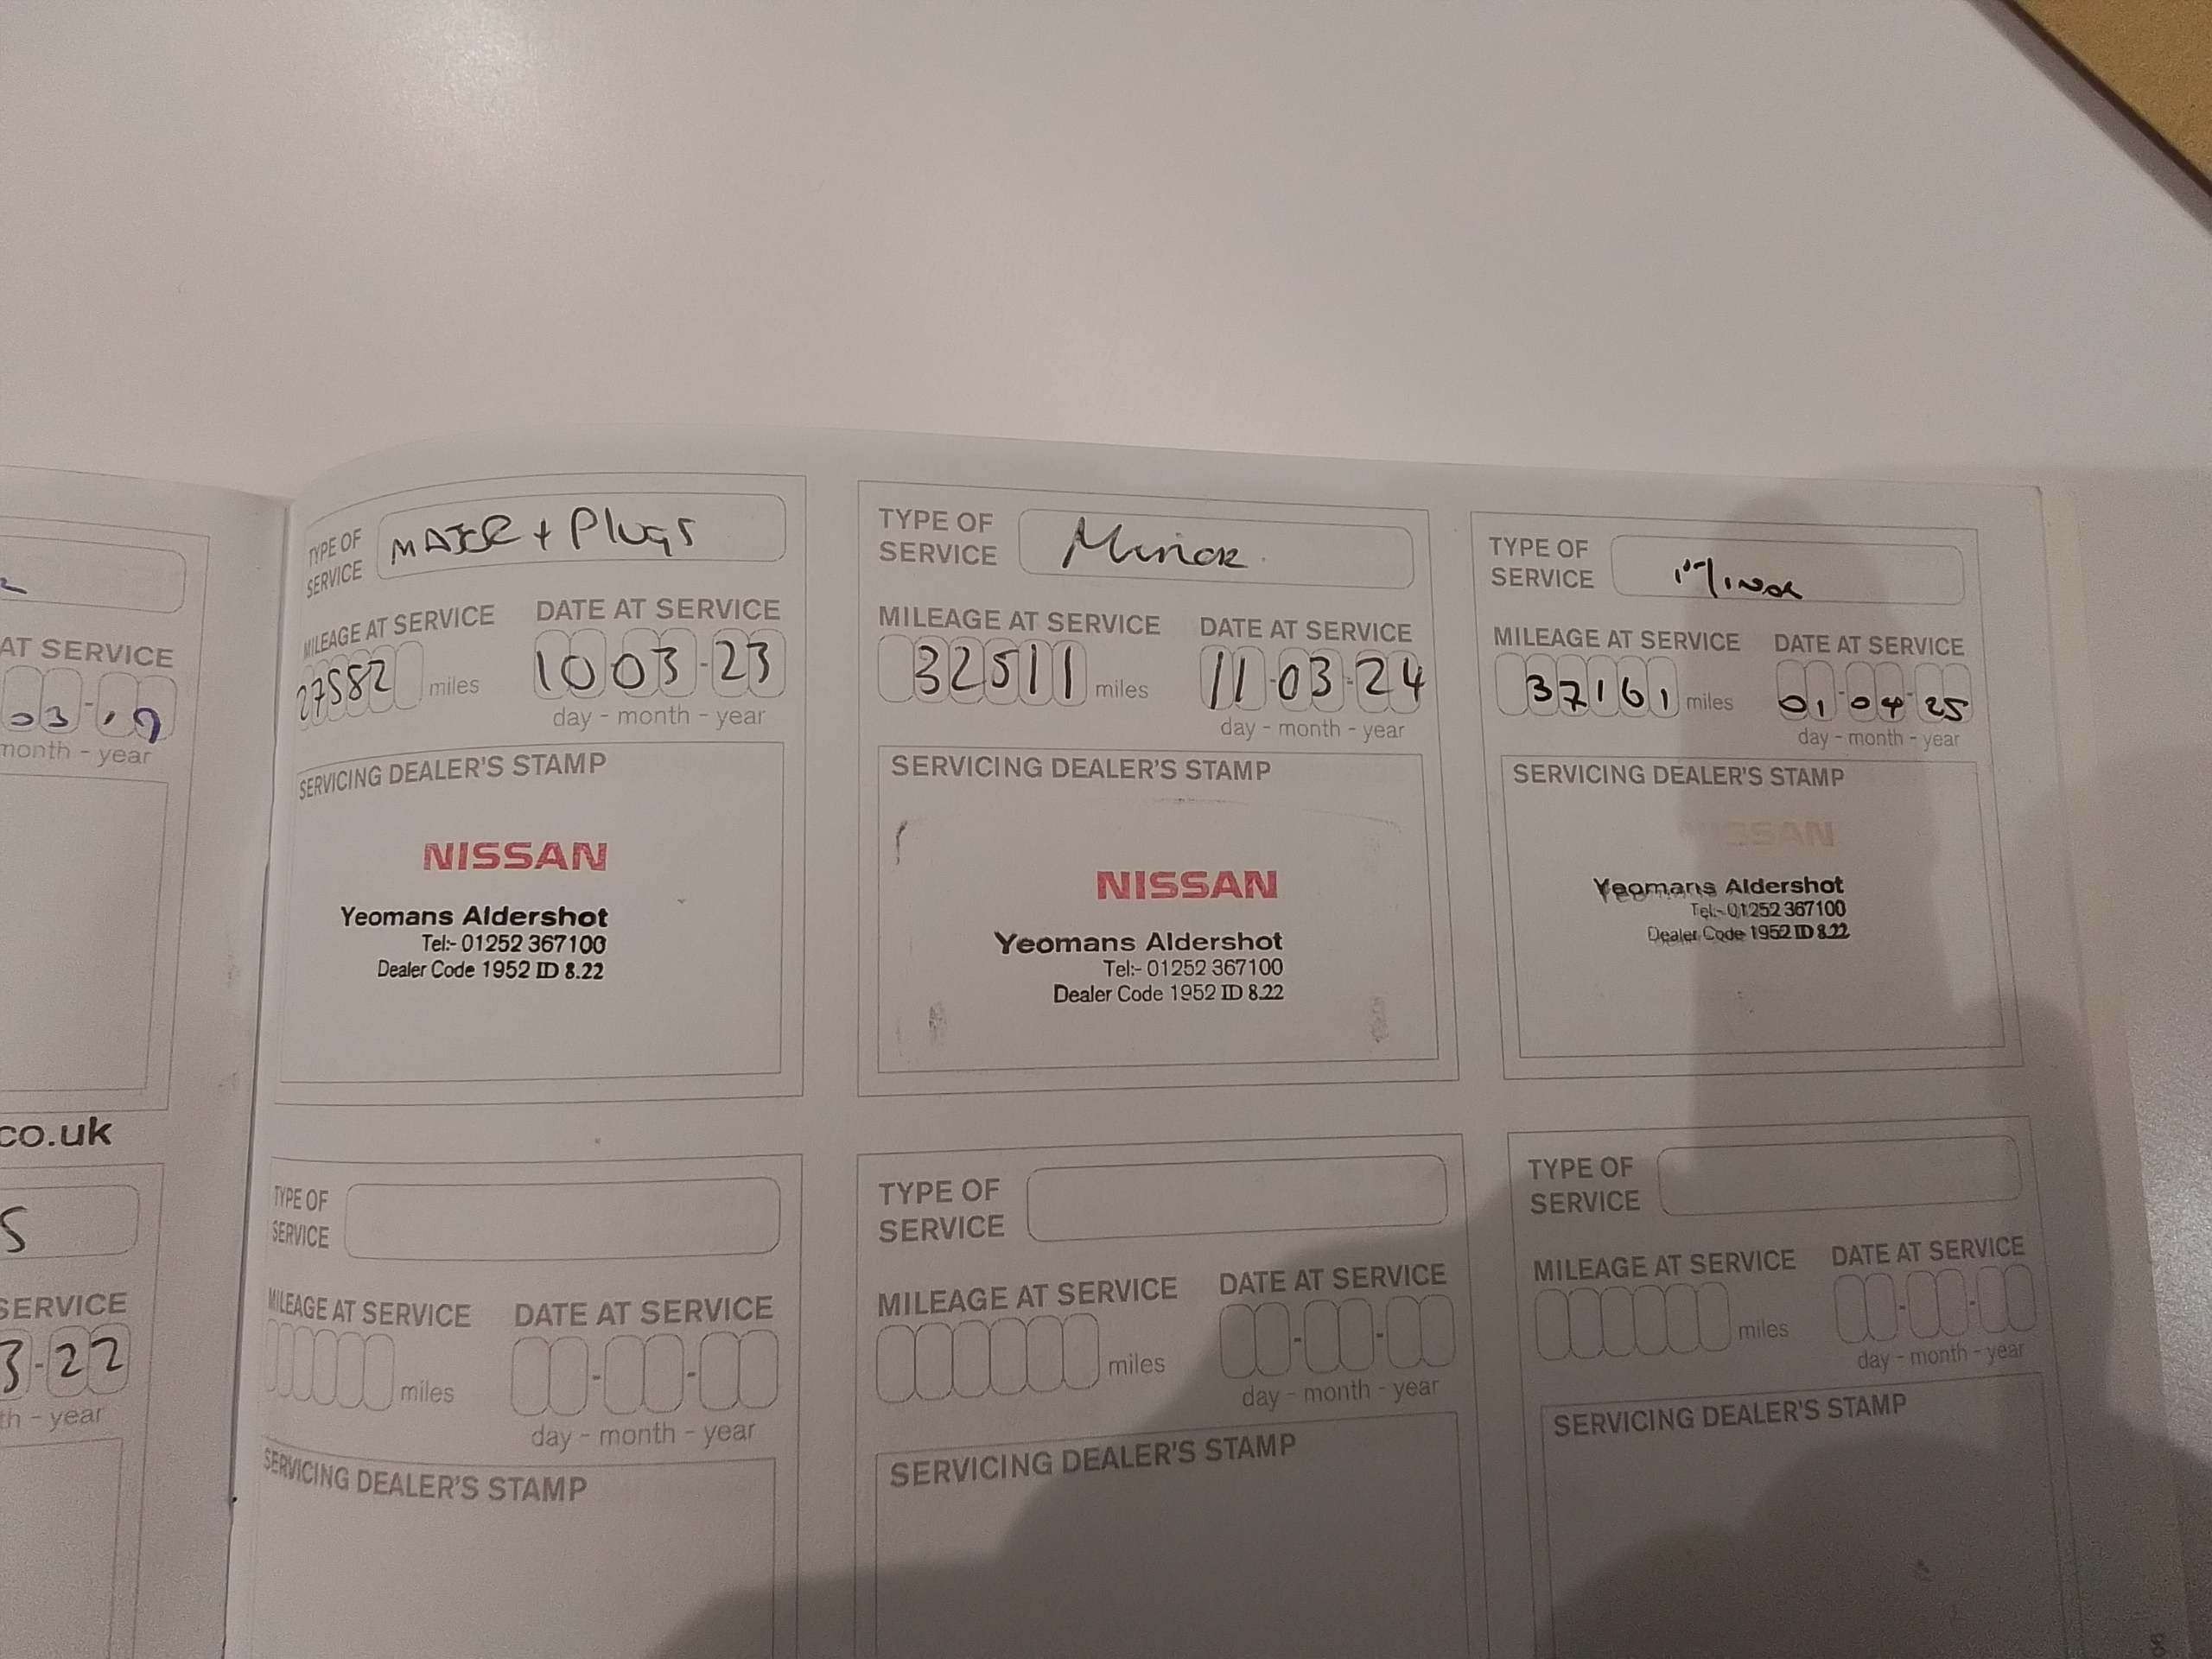 AT SERVICE
03-19
month - year
co.uk
S
SERVICE
3-22
th - year
TYPE OF
SERVICE
MAJOR + Plugs
MILEAGE AT SERVICE
DATE AT SERVICE
27582 miles
10 03-23
day - month - year
SERVICING DEALER'S STAMP
NISSAN
Yeomans Aldershot
Tel:- 01252 367100
Dealer Code 1952 ID 8.22
TYPE OF
SERVICE
Minor
MILEAGE AT SERVICE
DATE AT SERVICE
32511 miles
11-03-24
day - month - year
SERVICING DEALER'S STAMP
NISSAN
Yeomans Aldershot
Tel:- 01252 367100
Dealer Code 1952 ID 8.22
TYPE OF
SERVICE
Minor
MILEAGE AT SERVICE
DATE AT SERVICE
37161 miles
01-04-25
day - month - year
SERVICING DEALER'S STAMP
NISSAN
Yeomans Aldershot
Tel:- 01252 367100
Dealer Code 1952 ID 8.22
TYPE OF
SERVICE
MILEAGE AT SERVICE
DATE AT SERVICE
miles
day - month - year
SERVICING DEALER'S STAMP
TYPE OF
SERVICE
MILEAGE AT SERVICE
DATE AT SERVICE
miles
day - month - year
SERVICING DEALER'S STAMP
TYPE OF
SERVICE
MILEAGE AT SERVICE
DATE AT SERVICE
miles
day - month - year
SERVICING DEALER'S STAMP